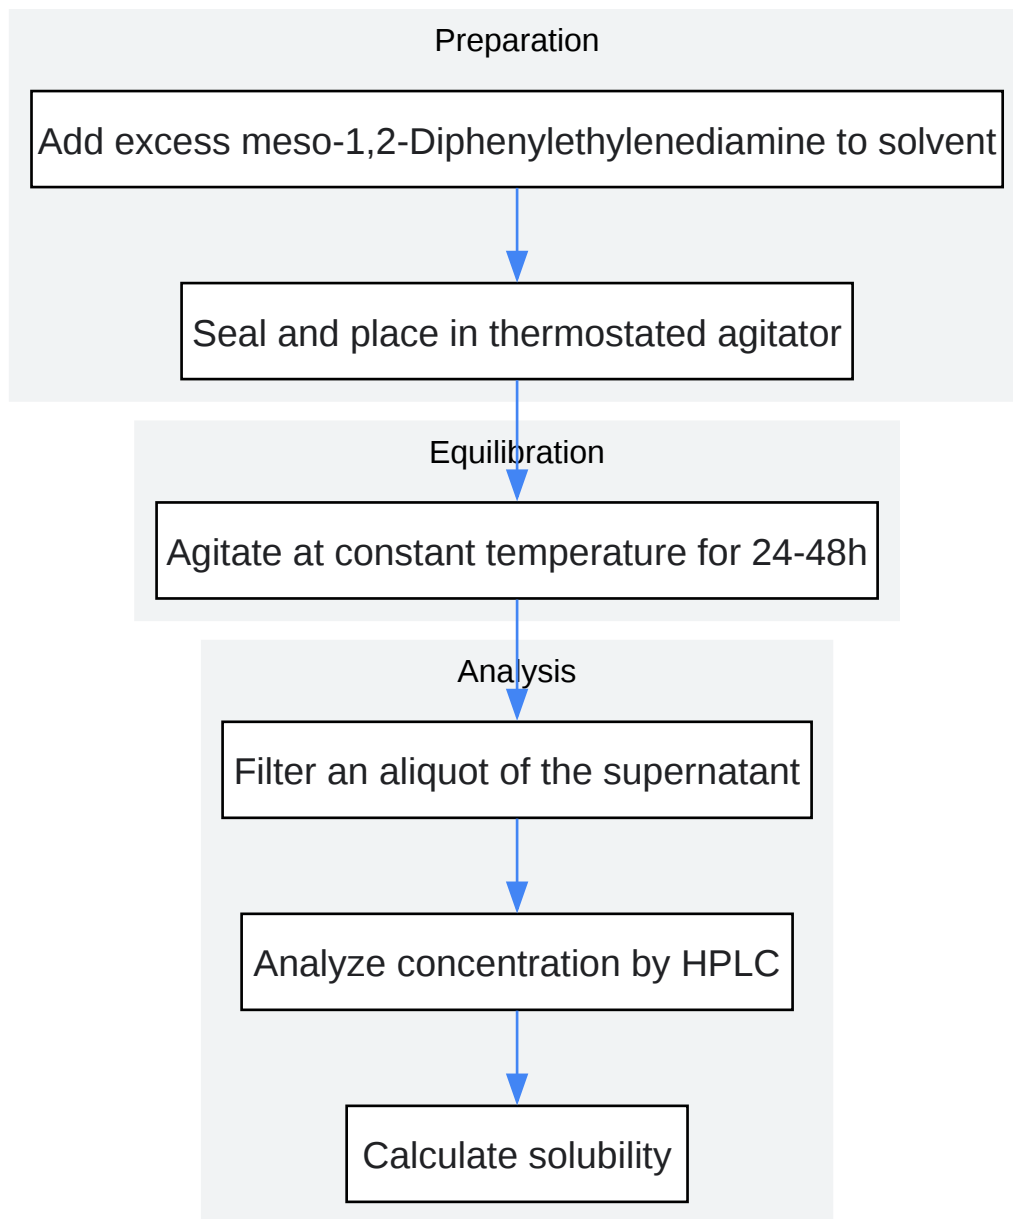 Preparation
Add excess meso-1,2-Diphenylethylenediamine to solvent
Seal and place in thermostated agitator
Equilibration
Agitate at constant temperature for 24-48h
Analysis
Filter an aliquot of the supernatant
Analyze concentration by HPLC
Calculate solubility